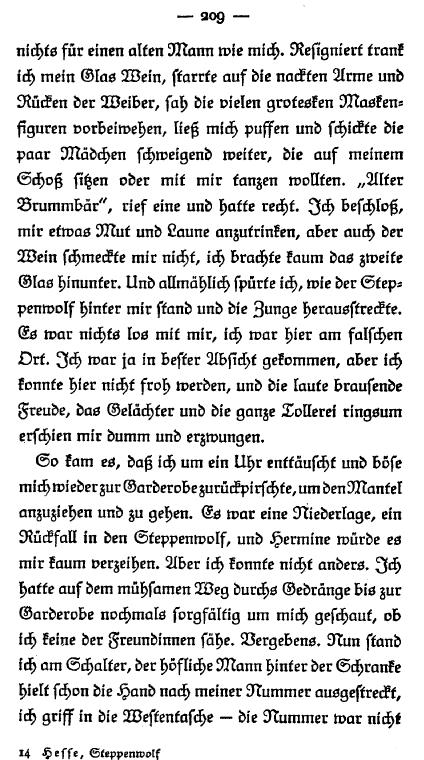 — 209 —
nichts für einen alten Mann wie mich. Resigniert trank
ich mein Glas Wein, starrte auf die nackten Arme und
Rücken der Weiber, sah die vielen grotesken Masken-
figuren vorbeiwehen, ließ mich puffen und schickte die
paar Mädchen schweigend weiter, die auf meinem
Schoß sitzen oder mit mir tanzen wollten. „Alter
Brummbär“, rief eine und hatte recht. Ich beschloß,
mir etwas Mut und Laune anzutrinken, aber auch der
Wein schmeckte mir nicht, ich brachte kaum das zweite
Glas hinunter. Und allmählich spürte ich, wie der Step-
penwolf hinter mir stand und die Zunge herausstreckte.
Es war nichts los mit mir, ich war hier am falschen
Ort. Ich war ja in bester Absicht gekommen, aber ich
konnte hier nicht froh werden, und die laute brausende
Freude, das Gelächter und die ganze Tollerei ringsum
erschien mir dumm und erzwungen.
So kam es, daß ich um ein Uhr enttäuscht und böse
mich wieder zur Garderobe zurückpirschte, um den Mantel
anzuziehen und zu gehen. Es war eine Niederlage, ein
Rückfall in den Steppenwolf, und Hermine würde es
mir kaum verzeihen. Aber ich konnte nicht anders. Ich
hatte auf dem mühsamen Weg durchs Gedränge bis zur
Garderobe nochmals sorgfältig um mich geschaut, ob
ich keine der Freundinnen sähe. Vergebens. Nun stand
ich am Schalter, der höfliche Mann hinter der Schranke
hielt schon die Hand nach meiner Nummer ausgestreckt,
ich griff in die Westentasche — die Nummer war nicht
14 Hesse, Steppenwolf